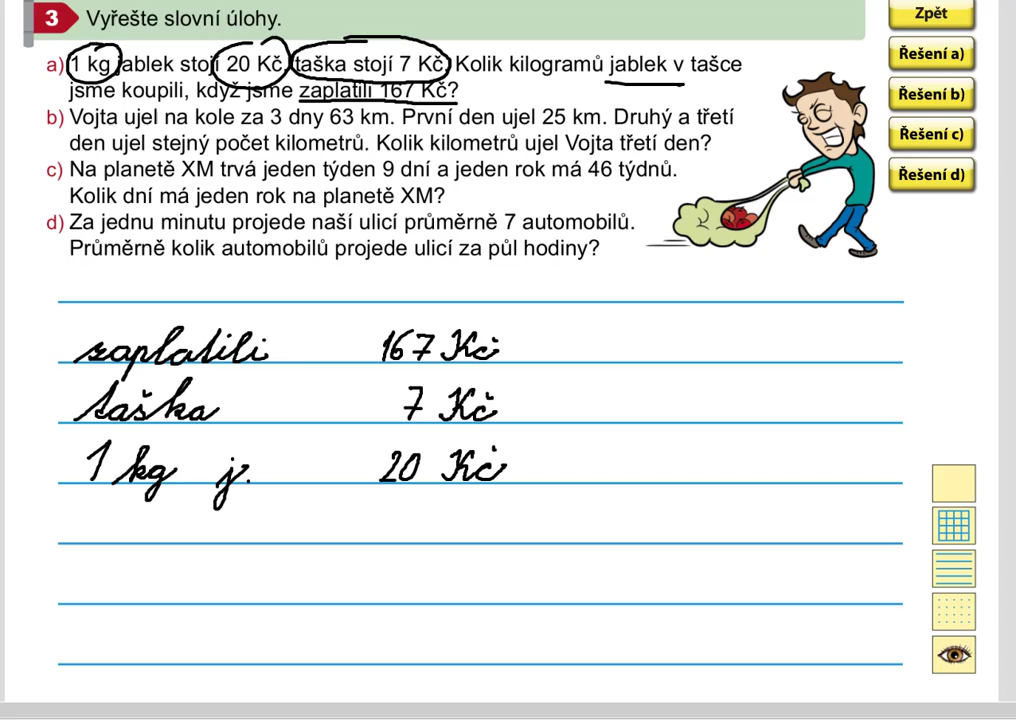 3 Vyřešte slovní úlohy.
Zpět
a) 1 kg jablek stojí 20 Kč, taška stojí 7 Kč. Kolik kilogramů jablek v tašce
jsme koupili, když jsme zaplatili 167 Kč?
b) Vojta ujel na kole za 3 dny 63 km. První den ujel 25 km. Druhý a třetí
den ujel stejný počet kilometrů. Kolik kilometrů ujel Vojta třetí den?
c) Na planetě XM trvá jeden týden 9 dní a jeden rok má 46 týdnů.
Kolik dní má jeden rok na planetě XM?
d) Za jednu minutu projede naší ulicí průměrně 7 automobilů.
Průměrně kolik automobilů projede ulicí za půl hodiny?
Řešení a)
Řešení b)
Řešení c)
Řešení d)
zaplatili 167 Kč
taška 7 Kč
1 kg j. 20 Kč